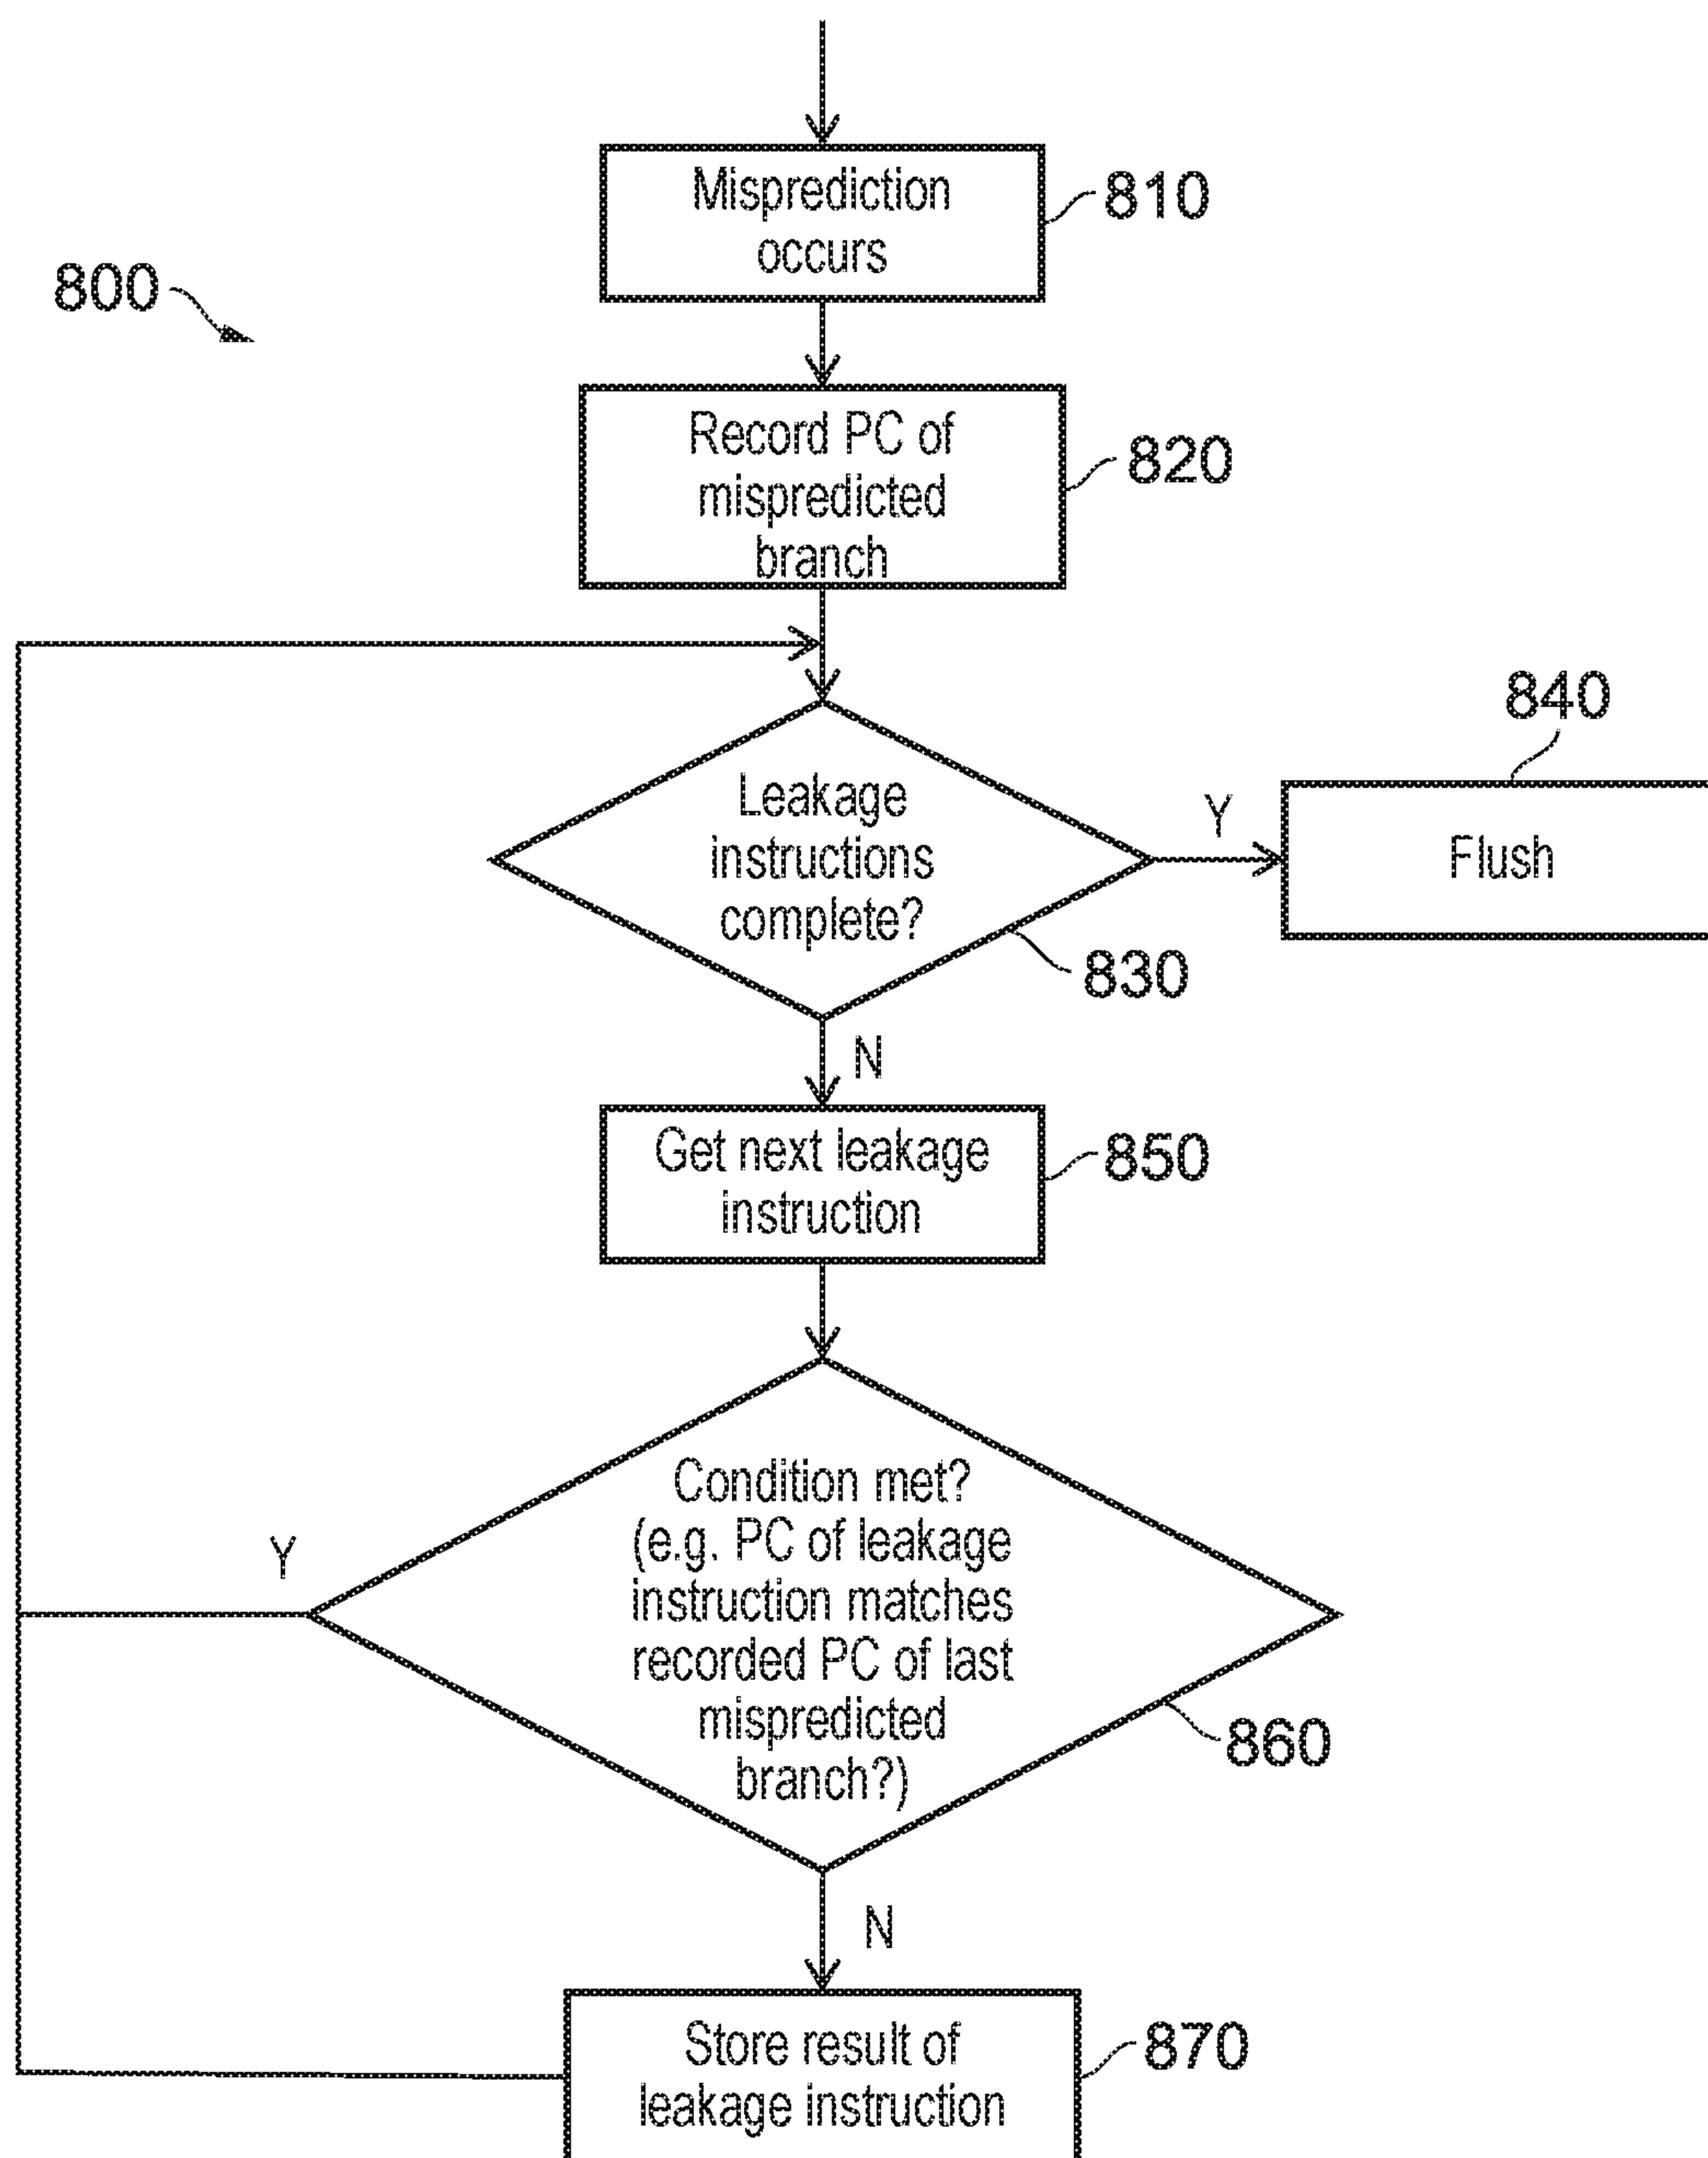 Misprediction
occurs
810
800
Record PC of
mispredicted
branch
820
840
Leakage
instructions
complete?
Y
Flush
830
N
Get next leakage
instruction
850
Condition met?
(e.g. PC of leakage
instruction matches
recorded PC of last
mispredicted
branch?)
Y
860
N
Store result of
leakage instruction
870